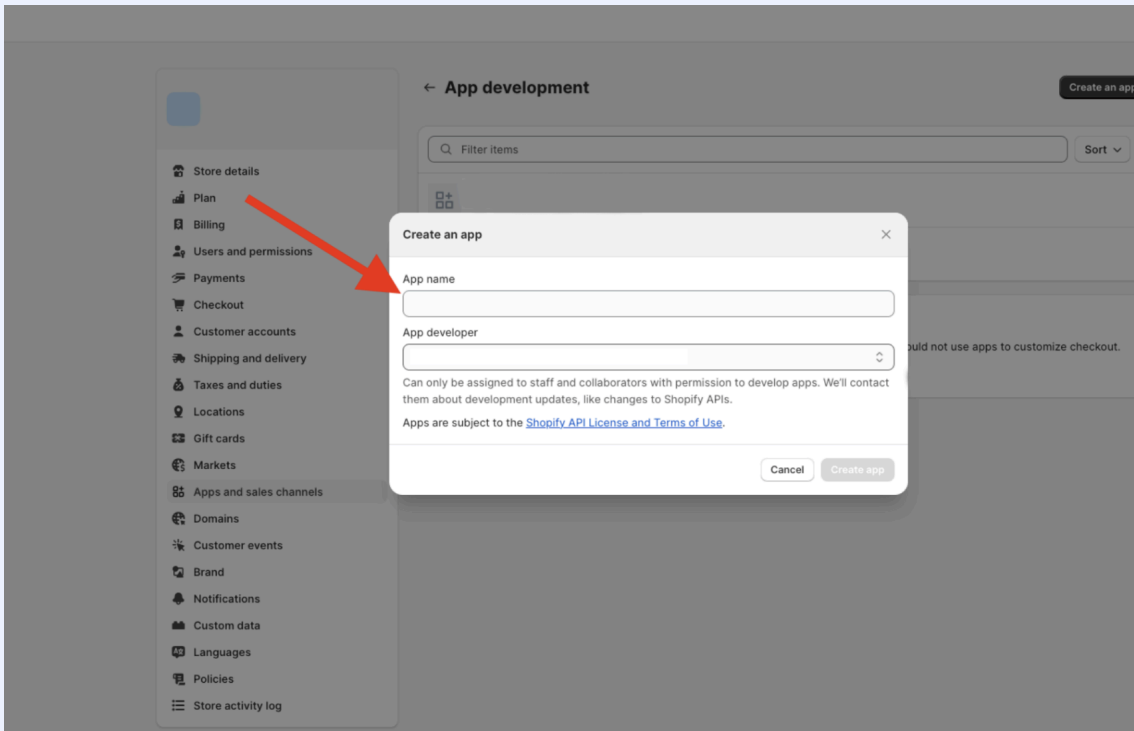 ← App development
Create an app
Filter items
Sort
Store details
Plan
Billing
Users and permissions
Payments
Checkout
Customer accounts
Shipping and delivery
Taxes and duties
Locations
Gift cards
Markets
Apps and sales channels
Domains
Customer events
Brand
Notifications
Custom data
Languages
Policies
Store activity log
Create an app
App name
App developer
Can only be assigned to staff and collaborators with permission to develop apps. We'll contact
them about development updates, like changes to Shopify APIs.
Apps are subject to the Shopify API License and Terms of Use.
Cancel
Create app
not use apps to customize checkout.